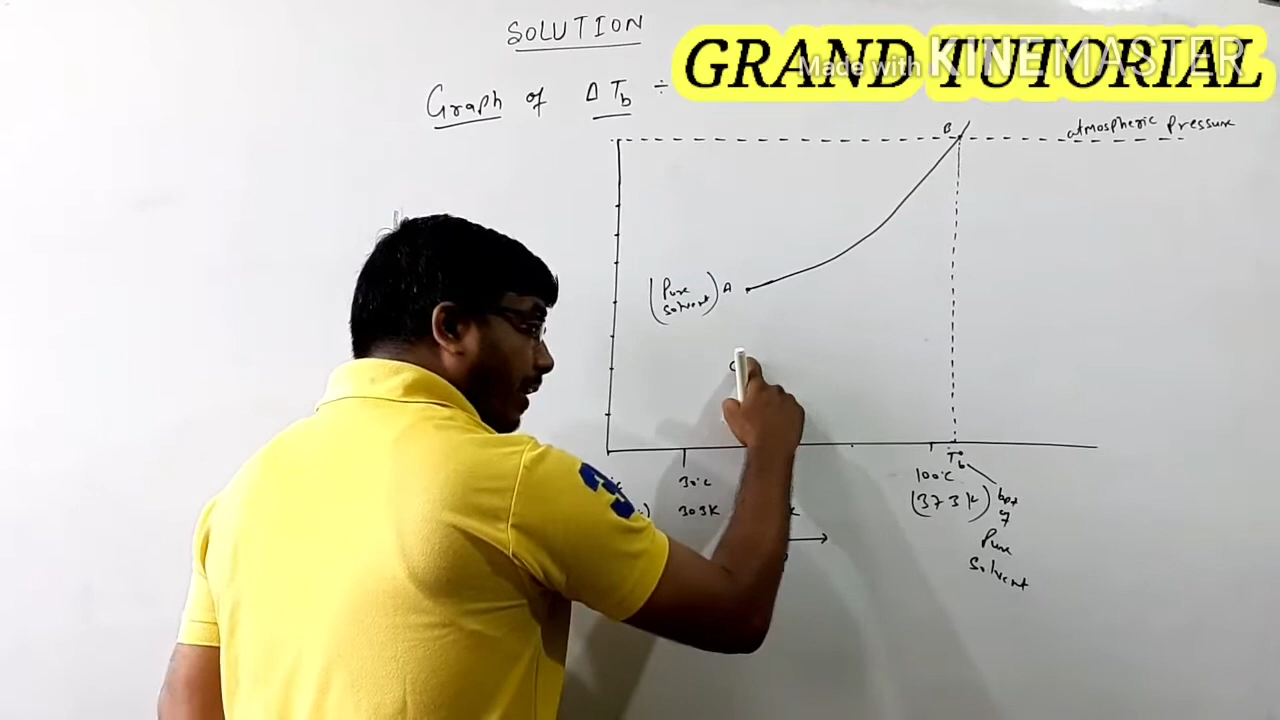 SOLUTION
GRAND TUTORIAL
Made with KINEMASTER
Graph of Δ Tb ÷
B
atmospheric pressure
(Pure solvent) A
C
30°c
303K
100°c
(373K)
T°b
bpt of Pure solvent